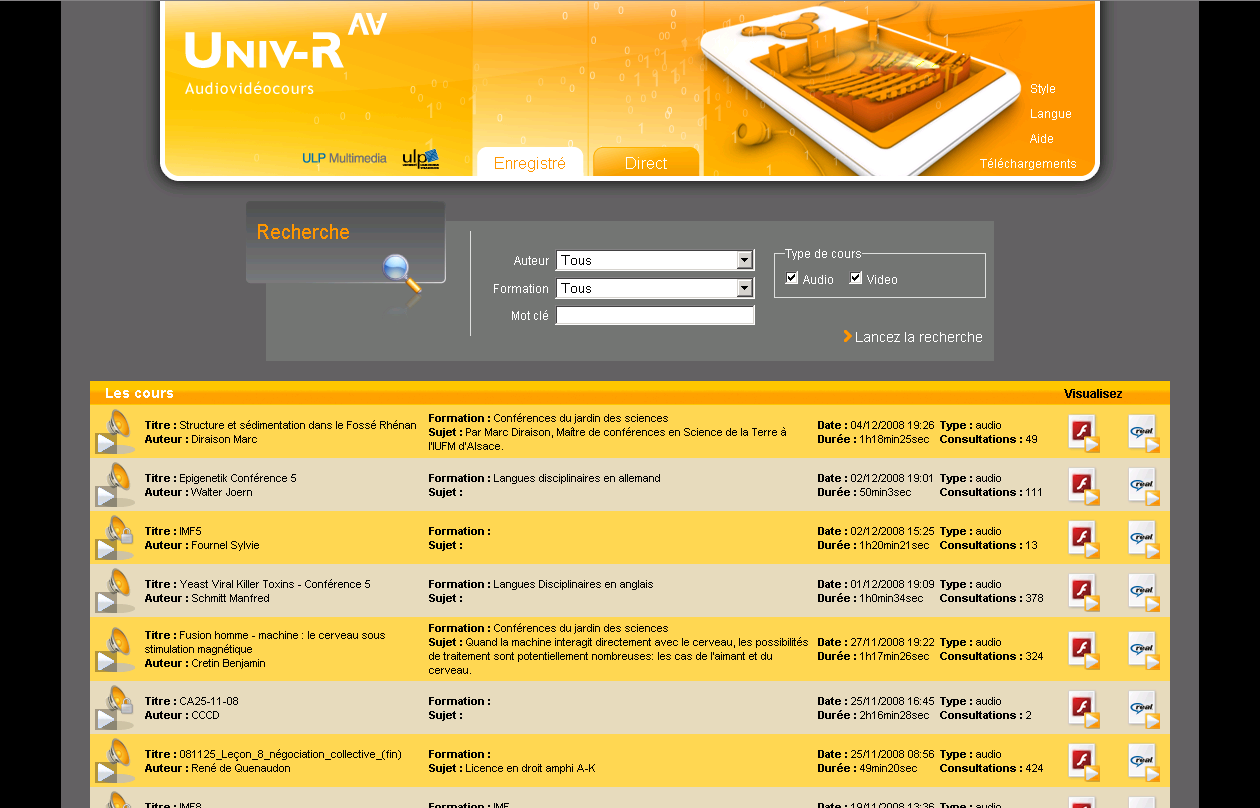 UNIV-R AV
Audiovidéocours
Style
Langue
Aide
Téléchargements
ULP Multimedia
ulp
Enregistré
Direct
Recherche
Auteur
Tous
Formation
Tous
Mot clé
Type de cours
Audio
Video
Lancez la recherche
Les cours
Visualisez
Titre : Structure et sédimentation dans le Fossé Rhénan
Auteur : Diraison Marc
Formation : Conférences du jardin des sciences
Sujet : Par Marc Diraison, Maître de conférences en Science de la Terre à
l'IUFM d'Alsace.
Date : 04/12/2008 19:26 Type : audio
Durée : 1h18min25sec Consultations : 49
real
Titre : Epigenetik Conférence 5
Auteur : Walter Joern
Formation : Langues disciplinaires en allemand
Sujet :
Date : 02/12/2008 19:01 Type : audio
Durée : 50min3sec Consultations : 111
real
Titre : IMF5
Auteur : Fournel Sylvie
Formation :
Sujet :
Date : 02/12/2008 15:25 Type : audio
Durée : 1h20min21sec Consultations : 13
real
Titre : Yeast Viral Killer Toxins - Conférence 5
Auteur : Schmitt Manfred
Formation : Langues Disciplinaires en anglais
Sujet :
Date : 01/12/2008 19:09 Type : audio
Durée : 1h0min34sec Consultations : 378
real
Titre : Fusion homme - machine : le cerveau sous
stimulation magnétique
Auteur : Cretin Benjamin
Formation : Conférences du jardin des sciences
Sujet : Quand la machine interagit directement avec le cerveau, les possibilités
de traitement sont potentiellement nombreuses: les cas de l'aimant et du
cerveau.
Date : 27/11/2008 19:22 Type : audio
Durée : 1h17min26sec Consultations : 324
real
Titre : CA25-11-08
Auteur : CCCD
Formation :
Sujet :
Date : 25/11/2008 16:45 Type : audio
Durée : 2h16min28sec Consultations : 2
real
Titre : 081125_Leçon_8_négociation_collective_(fin)
Auteur : René de Quenaudon
Formation :
Sujet : Licence en droit amphi A-K
Date : 25/11/2008 08:56 Type : audio
Durée : 49min20sec Consultations : 424
real
Titre : IMF8
Formation : IMF
Date : 19/11/2008 13:36 Type : audio